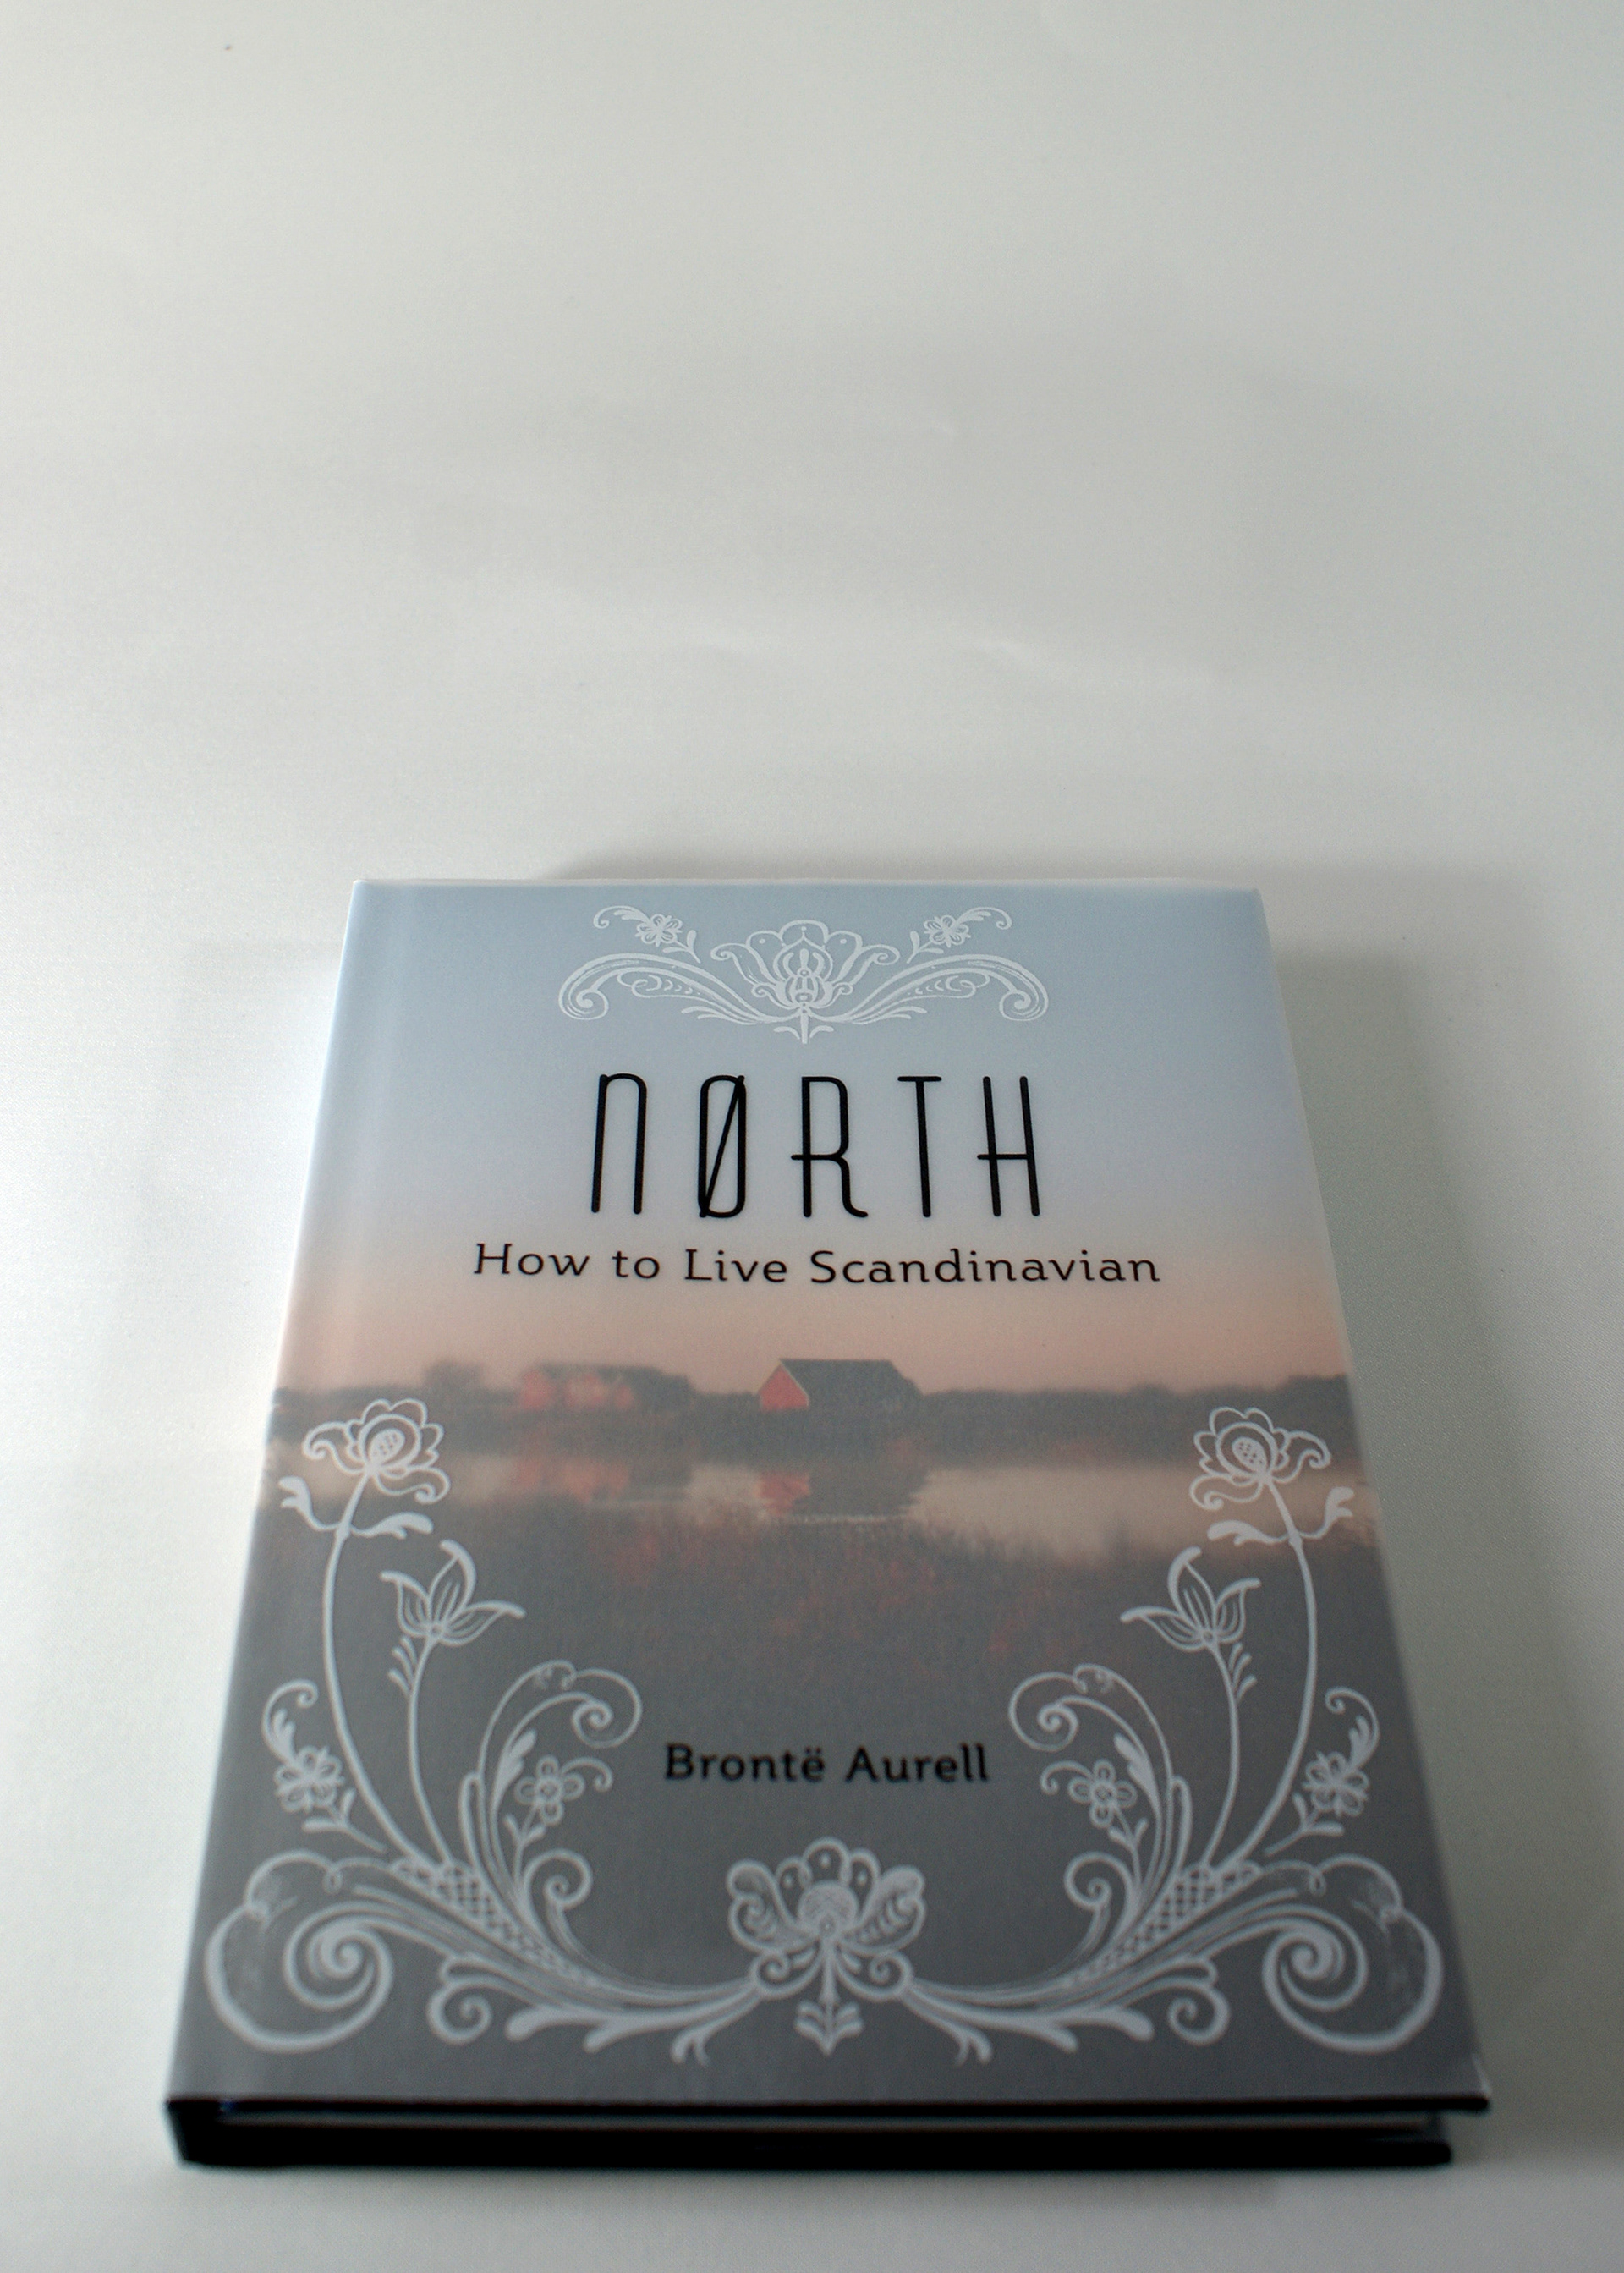 NØRTH
How to Live Scandinavian
Brontë Aurell